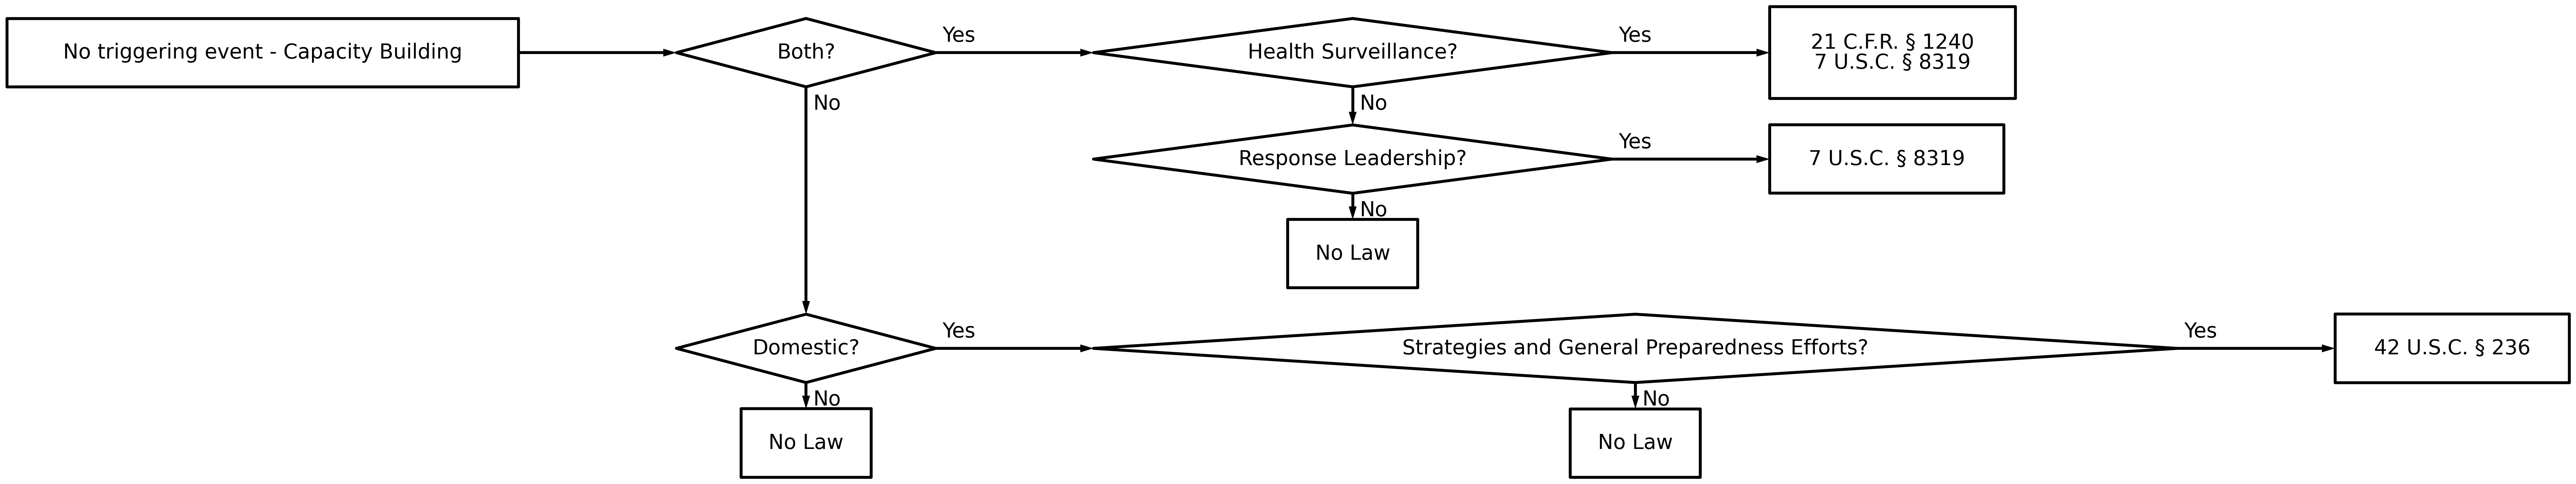 No triggering event - Capacity Building
Both?
Yes
Health Surveillance?
Yes
21 C.F.R. § 1240
7 U.S.C. § 8319
No
No
Response Leadership?
Yes
7 U.S.C. § 8319
No
No Law
Domestic?
Yes
Strategies and General Preparedness Efforts?
Yes
42 U.S.C. § 236
No
No
No Law
No Law